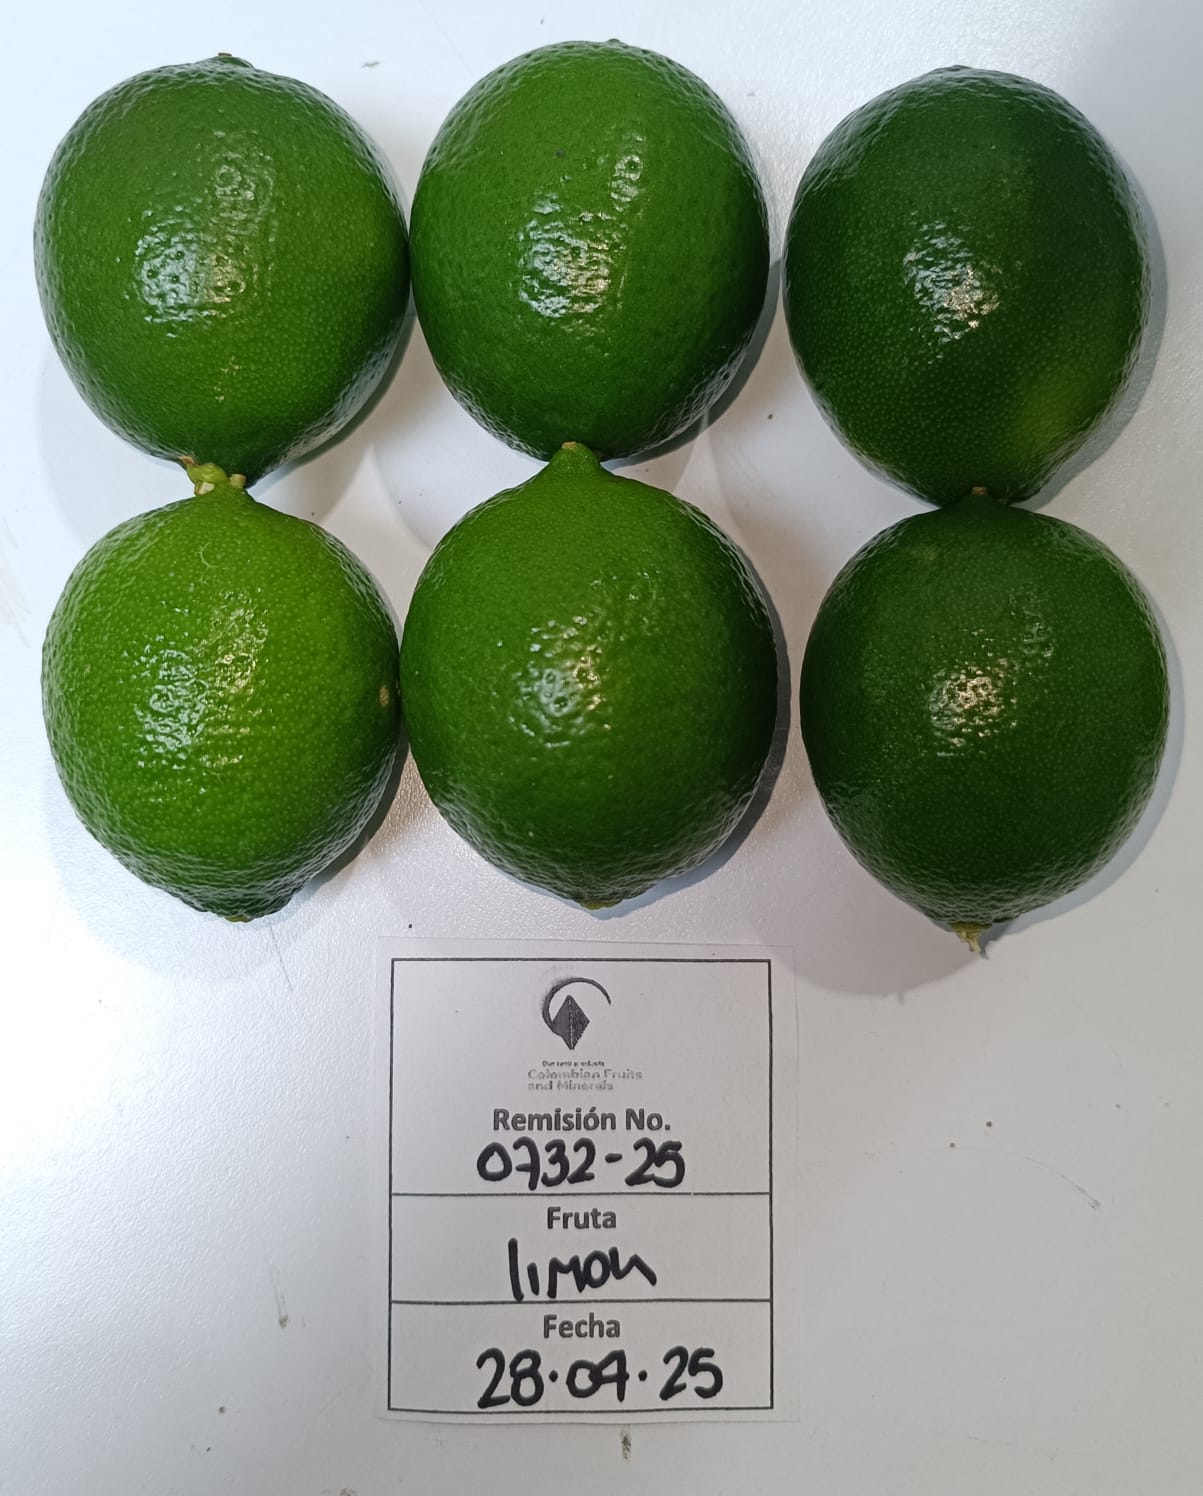 Colombian Fruits
and Minerals
Remisión No.
0732-25
Fruta
limon
Fecha
28.04.25